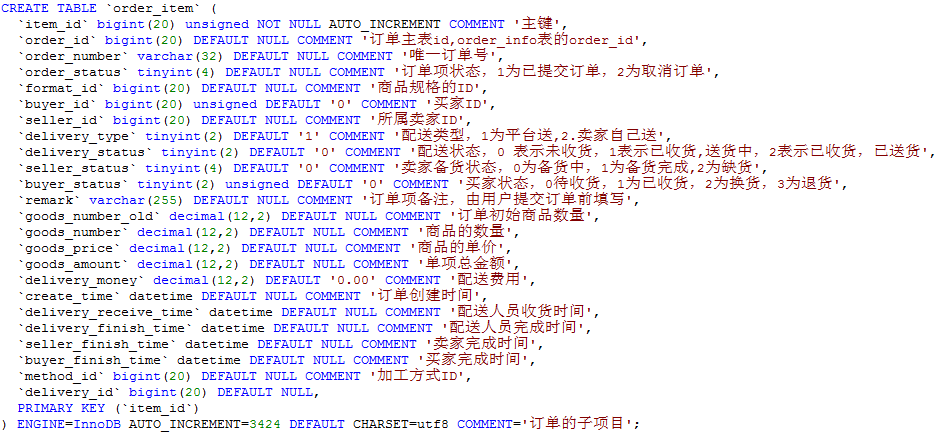 CREATE TABLE `order_item` (
  `item_id` bigint(20) unsigned NOT NULL AUTO_INCREMENT COMMENT '主键',
  `order_id` bigint(20) DEFAULT NULL COMMENT '订单主表id,order_info表的order_id',
  `order_number` varchar(32) DEFAULT NULL COMMENT '唯一订单号',
  `order_status` tinyint(4) DEFAULT NULL COMMENT '订单项状态，1为已提交订单，2为取消订单',
  `format_id` bigint(20) DEFAULT NULL COMMENT '商品规格的ID',
  `buyer_id` bigint(20) unsigned DEFAULT '0' COMMENT '买家ID',
  `seller_id` bigint(20) DEFAULT NULL COMMENT '所属卖家ID',
  `delivery_type` tinyint(2) DEFAULT '1' COMMENT '配送类型，1为平台送,2.卖家自己送',
  `delivery_status` tinyint(2) DEFAULT '0' COMMENT '配送状态，0 表示未收货，1表示已收货,送货中，2表示已收货，已送货',
  `seller_status` tinyint(4) DEFAULT '0' COMMENT '卖家备货状态，0为备货中，1为备货完成,2为缺货',
  `buyer_status` tinyint(2) unsigned DEFAULT '0' COMMENT '买家状态，0待收货，1为已收货，2为换货，3为退货',
  `remark` varchar(255) DEFAULT NULL COMMENT '订单项备注，由用户提交订单前填写',
  `goods_number_old` decimal(12,2) DEFAULT NULL COMMENT '订单初始商品数量',
  `goods_number` decimal(12,2) DEFAULT NULL COMMENT '商品的数量',
  `goods_price` decimal(12,2) DEFAULT NULL COMMENT '商品的单价',
  `goods_amount` decimal(12,2) DEFAULT NULL COMMENT '单项总金额',
  `delivery_money` decimal(12,2) DEFAULT '0.00' COMMENT '配送费用',
  `create_time` datetime DEFAULT NULL COMMENT '订单创建时间',
  `delivery_receive_time` datetime DEFAULT NULL COMMENT '配送人员收货时间',
  `delivery_finish_time` datetime DEFAULT NULL COMMENT '配送人员完成时间',
  `seller_finish_time` datetime DEFAULT NULL COMMENT '卖家完成时间',
  `buyer_finish_time` datetime DEFAULT NULL COMMENT '买家完成时间',
  `method_id` bigint(20) DEFAULT NULL COMMENT '加工方式ID',
  `delivery_id` bigint(20) DEFAULT NULL,
  PRIMARY KEY (`item_id`)
) ENGINE=InnoDB AUTO_INCREMENT=3424 DEFAULT CHARSET=utf8 COMMENT='订单的子项目';